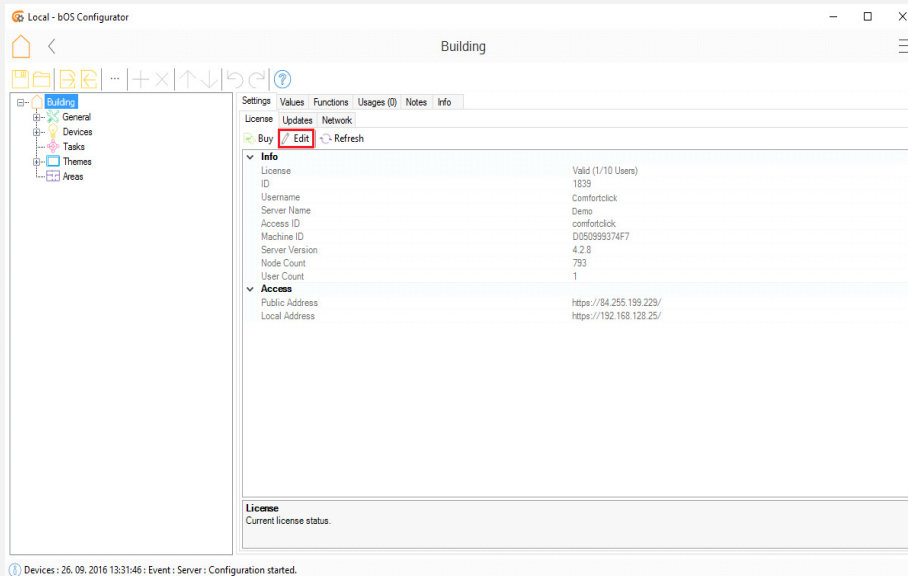 Local - bOS Configurator
Building
...
Building
General
Devices
Tasks
Themes
Areas
Settings Values Functions Usages (0) Notes Info
License Updates Network
Buy Edit Refresh
Info
License Valid (1/10 Users)
ID 1839
Username Comfortclick
Server Name Demo
Access ID comfortclick
Machine ID D050999374F7
Server Version 4.2.8
Node Count 793
User Count 1
Access
Public Address https://84.255.199.229/
Local Address https://192.168.128.25/
License
Current license status.
Devices : 26. 09. 2016 13:31:46 : Event : Server : Configuration started.